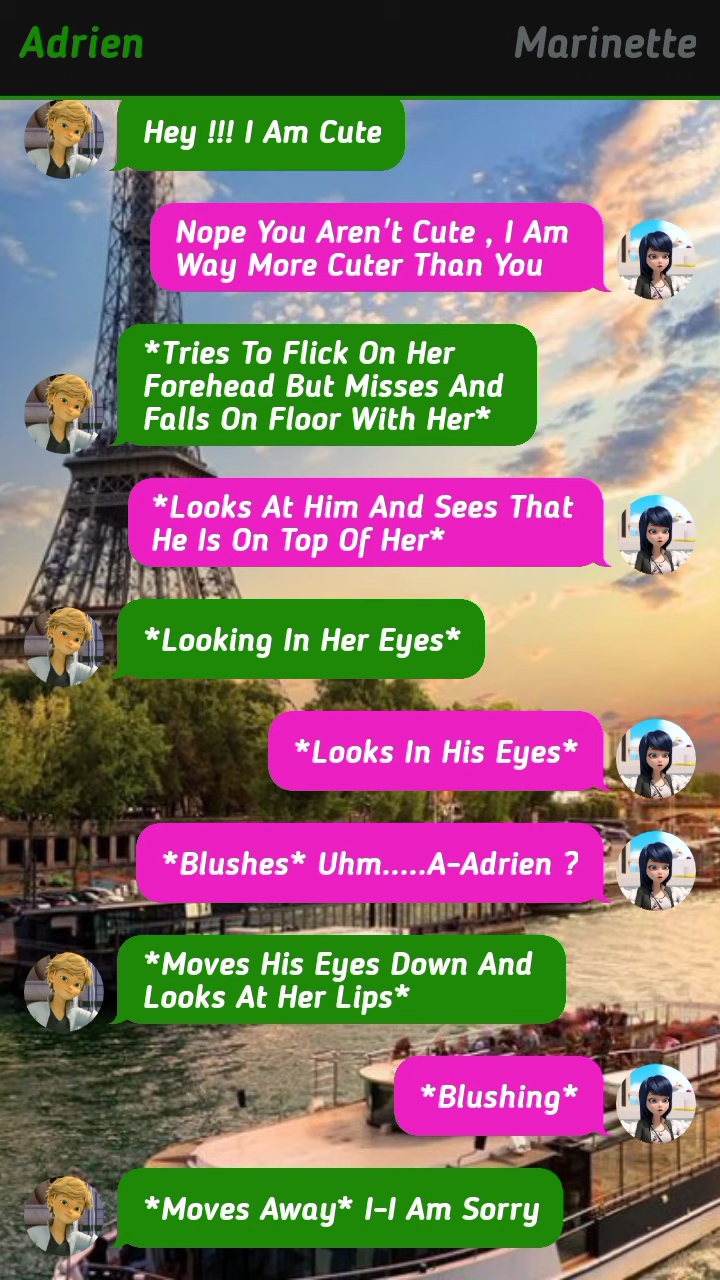 Adrien
Marinette
Hey !!! I Am Cute
Nope You Aren't Cute , I Am
Way More Cuter Than You
*Tries To Flick On Her
Forehead But Misses And
Falls On Floor With Her*
*Looks At Him And Sees That
He Is On Top Of Her*
*Looking In Her Eyes*
*Looks In His Eyes*
*Blushes* Uhm.....A-Adrien ?
*Moves His Eyes Down And
Looks At Her Lips*
*Blushing*
*Moves Away* I-I Am Sorry